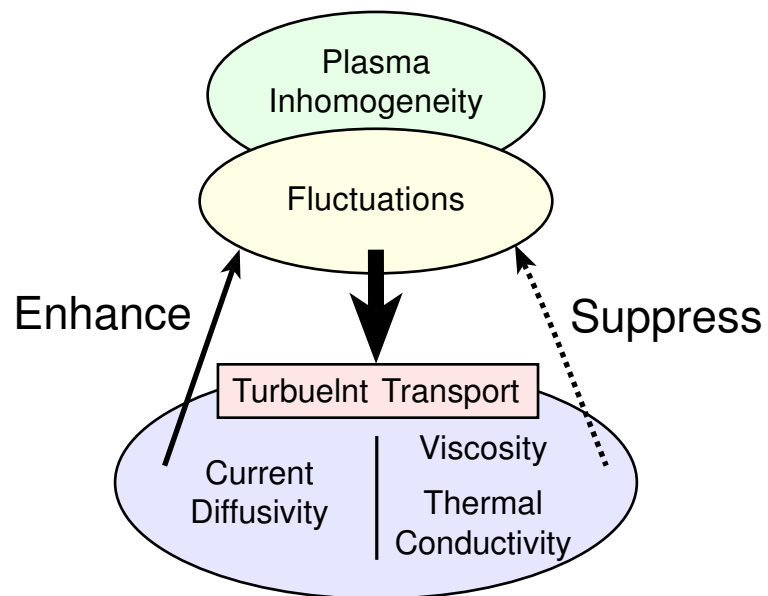 Plasma
Inhomogeneity
Fluctuations
Enhance
Suppress
Turbuelnt Transport
Current
Diffusivity
Viscosity
Thermal
Conductivity